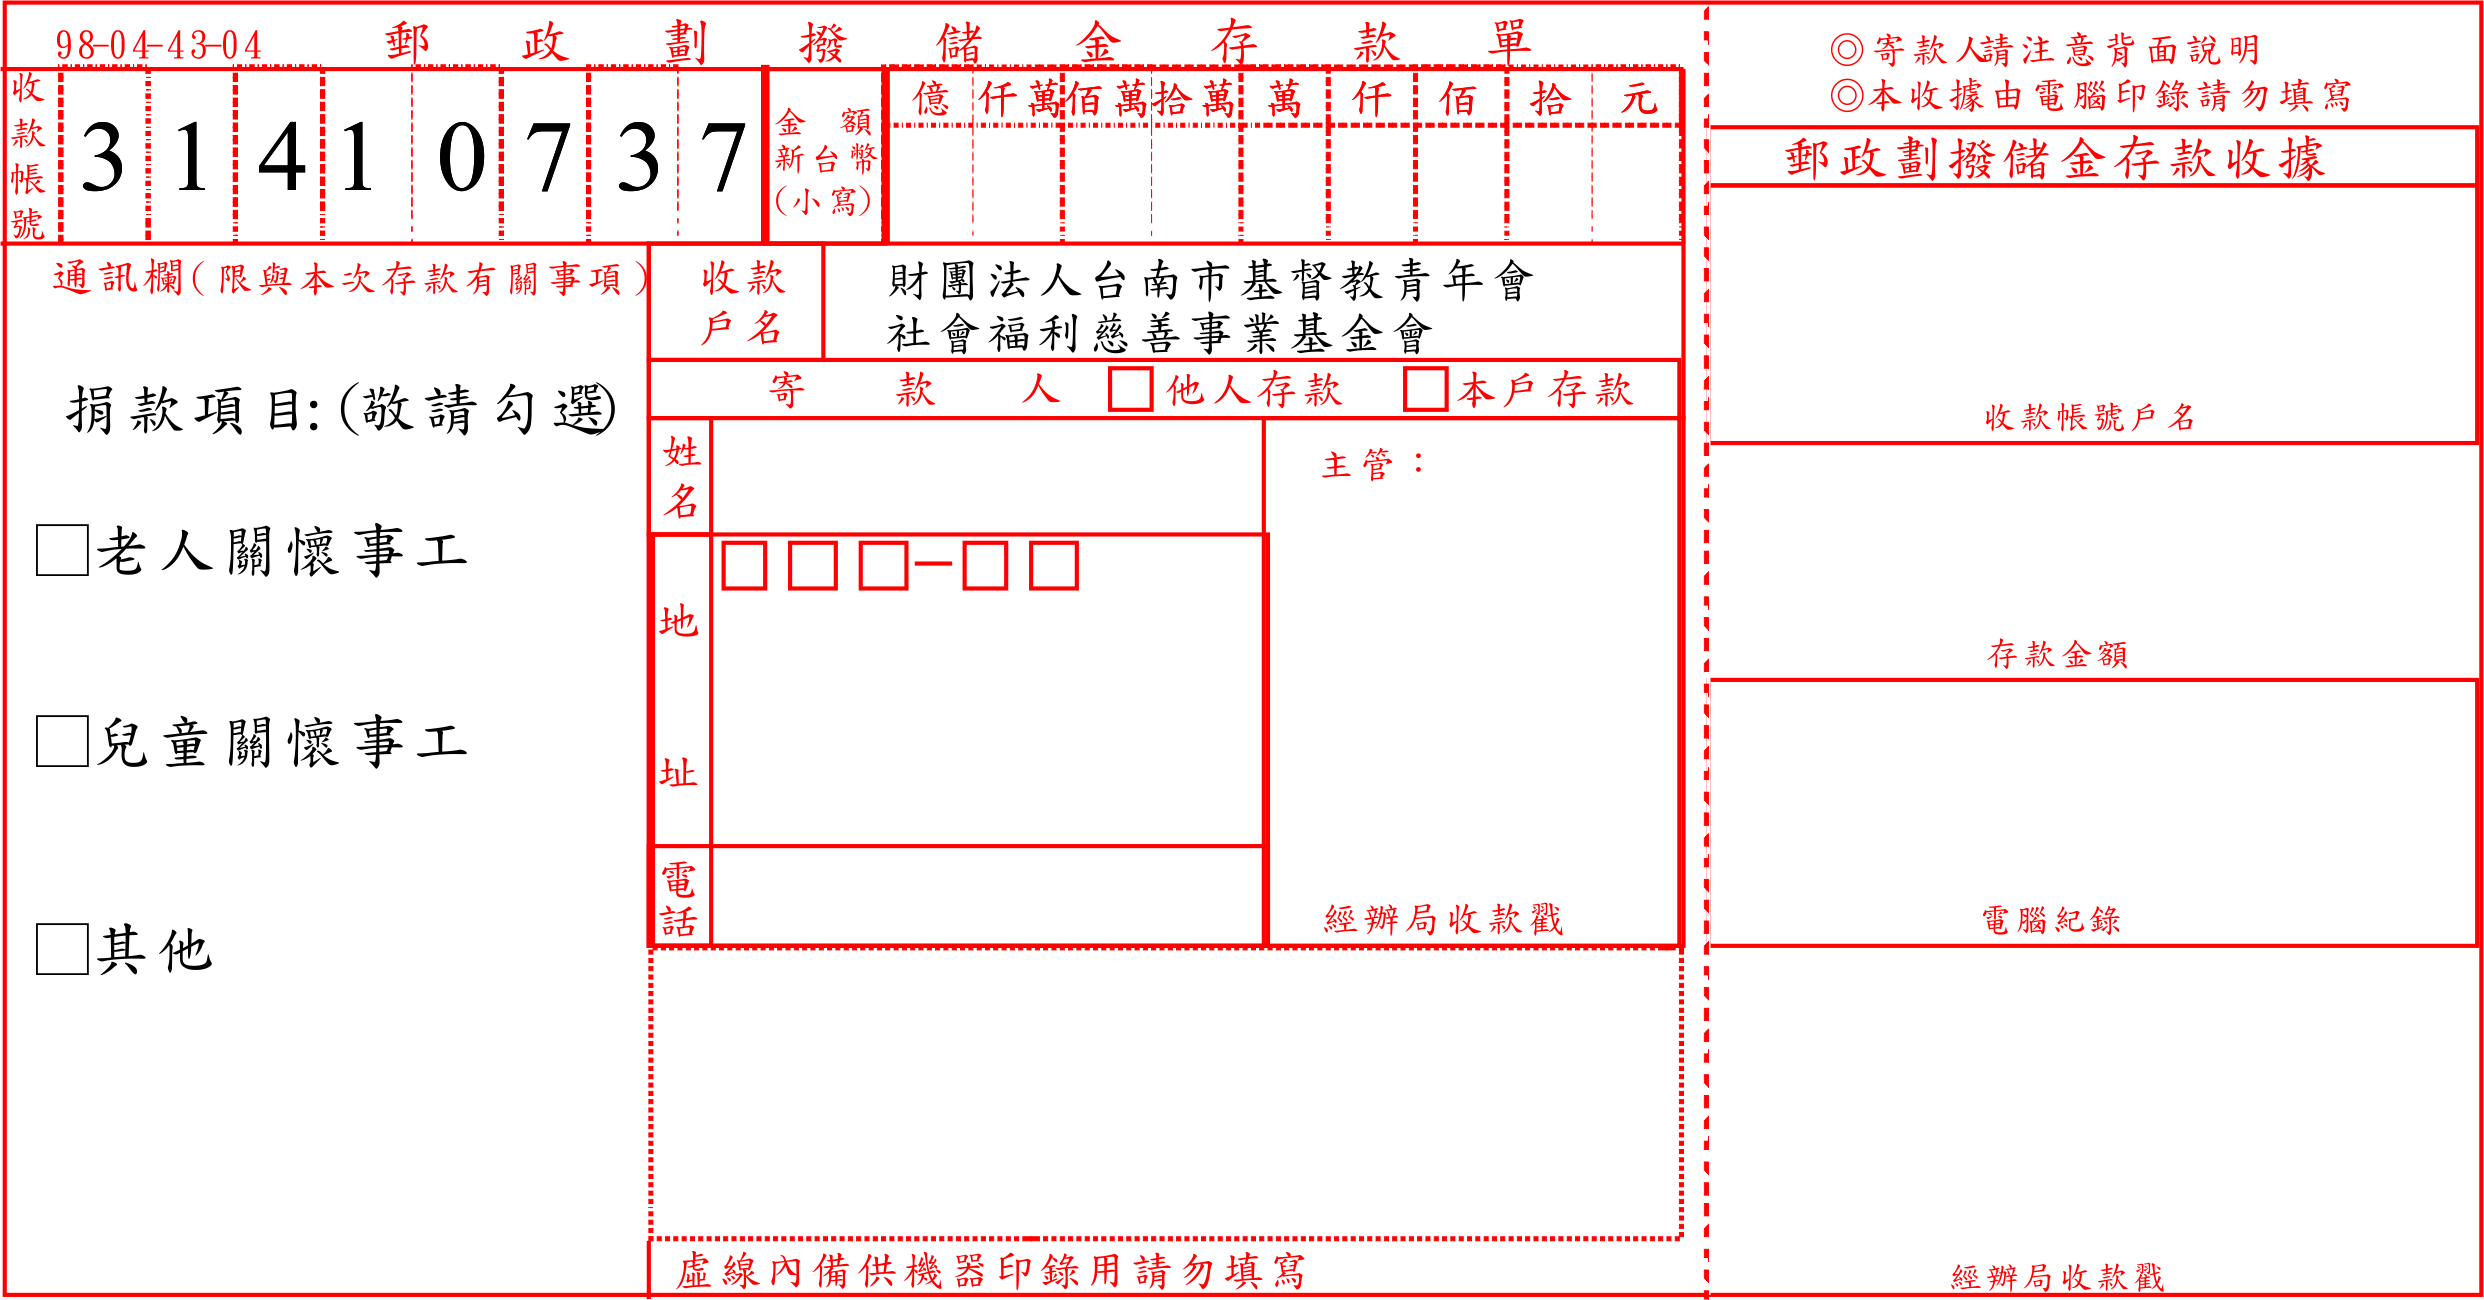 98-04-43-04 郵政劃撥儲金存款單
收款帳號
3 1 4 1 0 7 3 7
金額
新台幣
(小寫)
億 仟萬 佰萬 拾萬 萬 仟 佰 拾 元
通訊欄(限與本次存款有關事項)
捐款項目:(敬請勾選)
□老人關懷事工
□兒童關懷事工
□其他
收款
戶名
財團法人台南市基督教青年會
社會福利慈善事業基金會
寄款人 □他人存款 □本戶存款
姓名
地址
□□□—□□
電話
主管：
經辦局收款戳
虛線內備供機器印錄用請勿填寫
◎寄款人請注意背面說明
◎本收據由電腦印錄請勿填寫
郵政劃撥儲金存款收據
收款帳號戶名
存款金額
電腦紀錄
經辦局收款戳